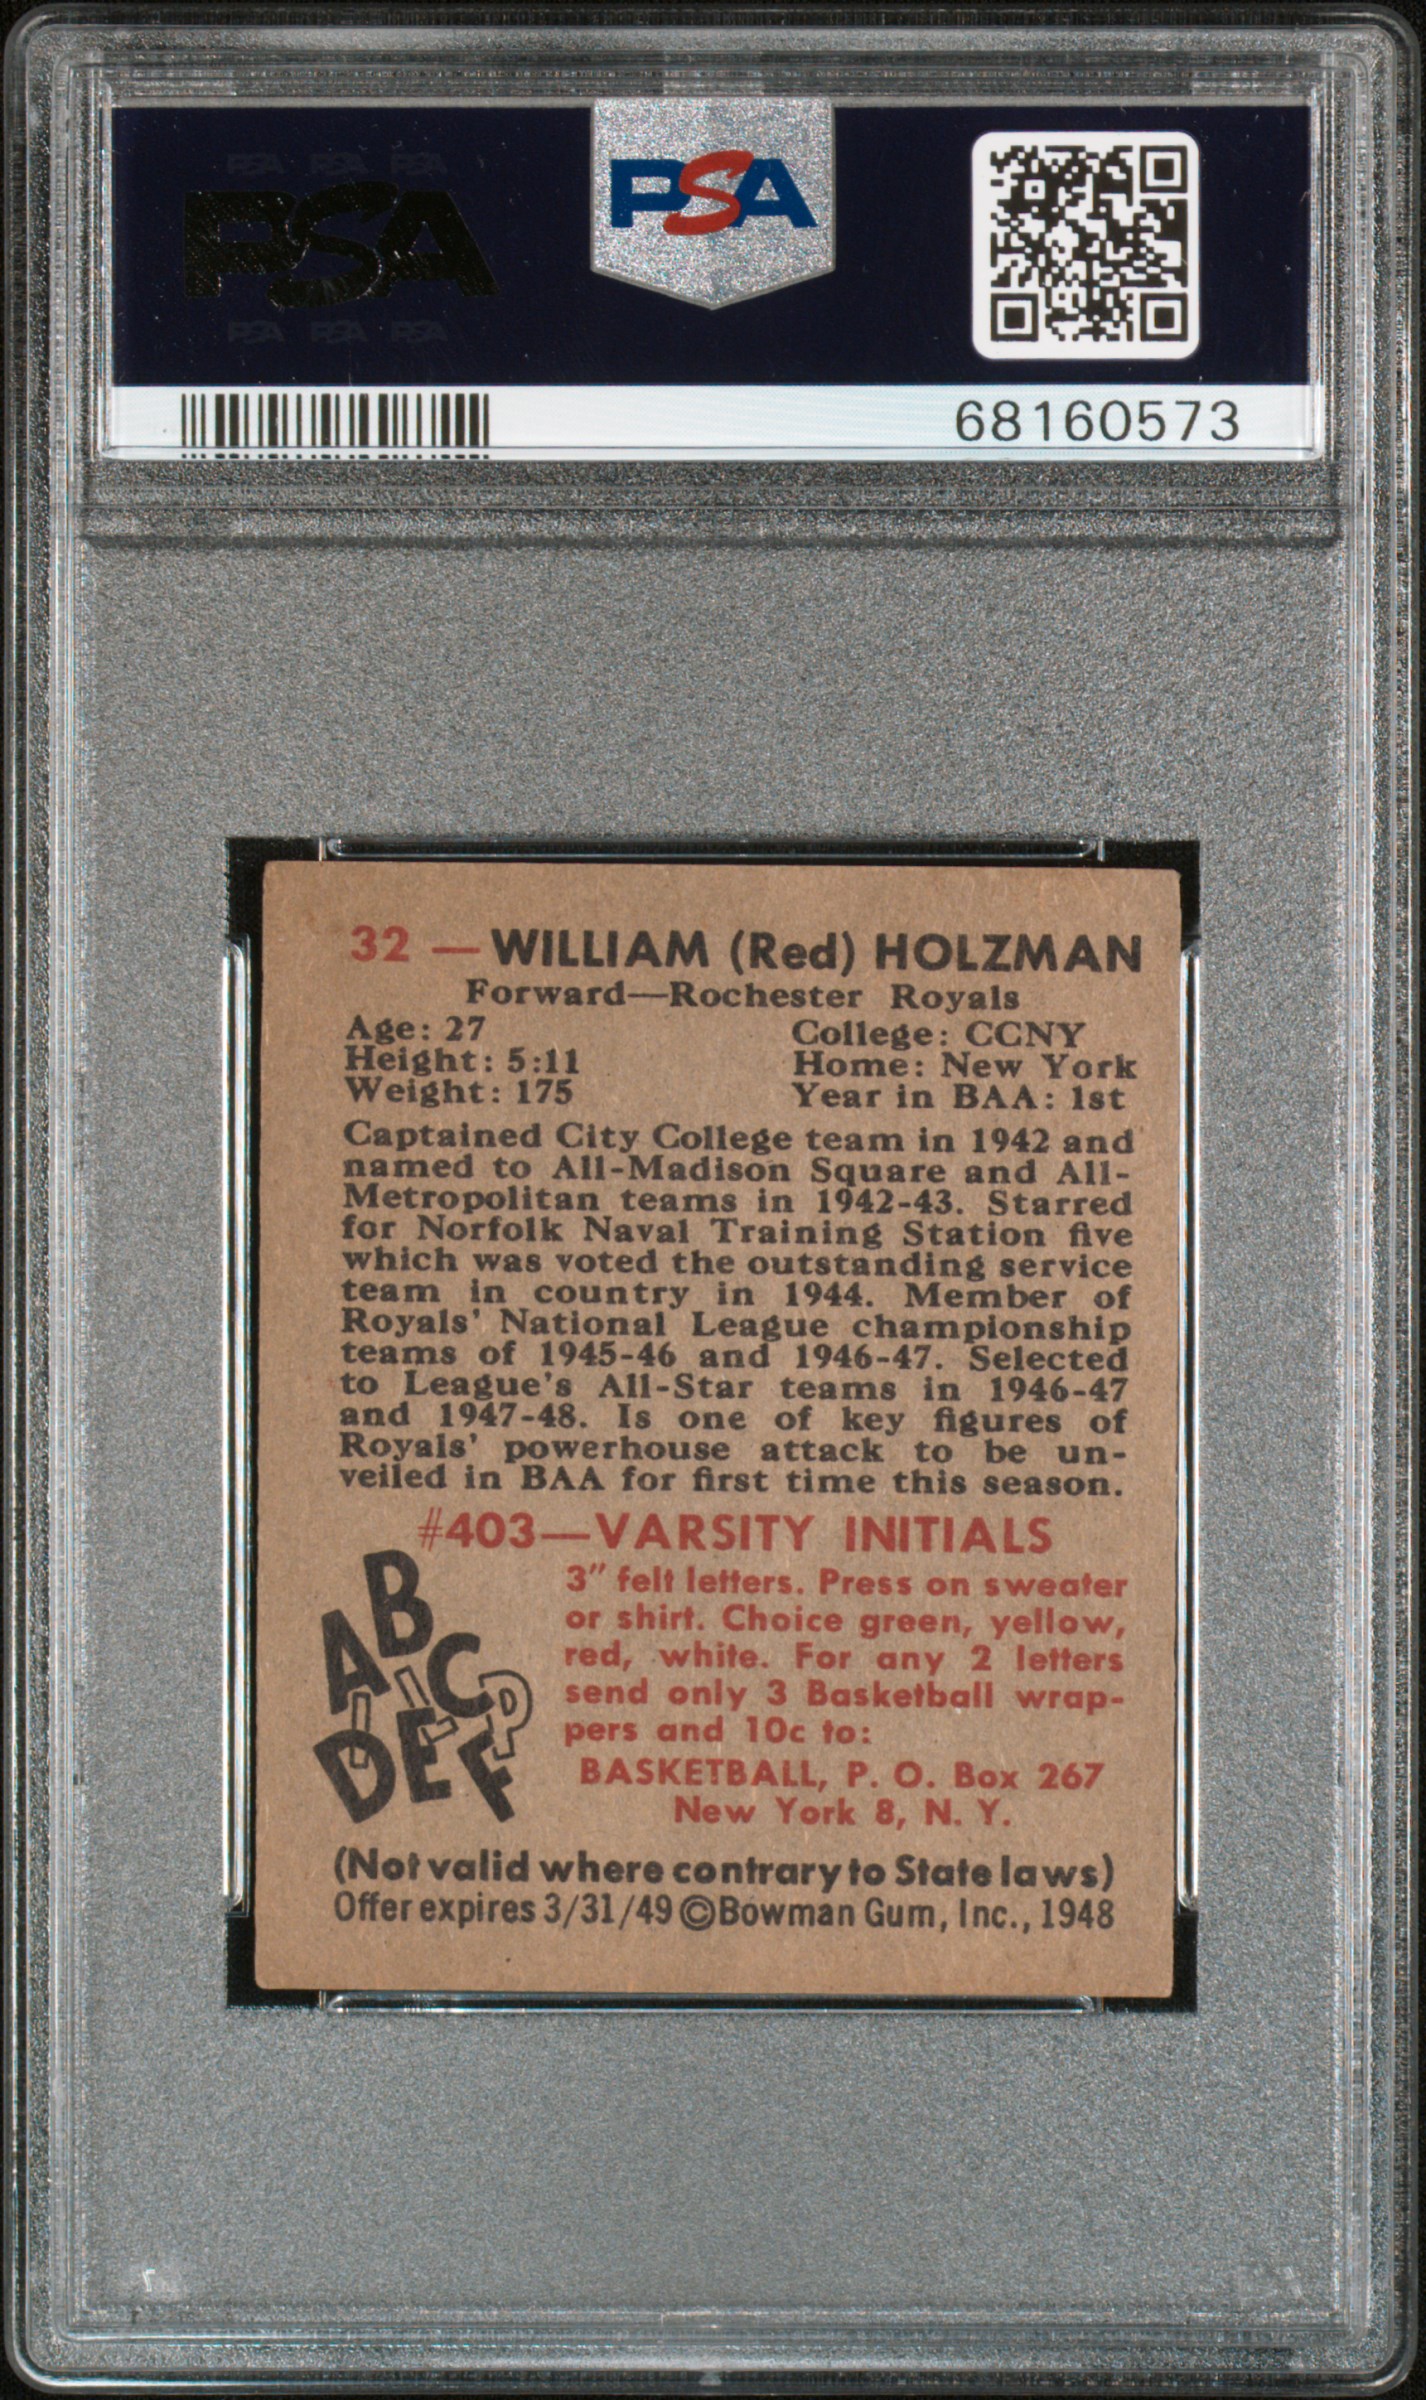 PSA PSA PSA
PSA
PSA PSA PSA
PSA
68160573
32 — WILLIAM (Red) HOLZMAN
Forward—Rochester Royals
Age: 27
Height: 5:11
Weight: 175
College: CCNY
Home: New York
Year in BAA: 1st
Captained City College team in 1942 and
named to All-Madison Square and All-
Metropolitan teams in 1942-43. Starred
for Norfolk Naval Training Station five
which was voted the outstanding service
team in country in 1944. Member of
Royals' National League championship
teams of 1945-46 and 1946-47. Selected
to League's All-Star teams in 1946-47
and 1947-48. Is one of key figures of
Royals' powerhouse attack to be un-
veiled in BAA for first time this season.
#403—VARSITY INITIALS
A B C P
D E F
3" felt letters. Press on sweater
or shirt. Choice green, yellow,
red, white. For any 2 letters
send only 3 Basketball wrap-
pers and 10c to:
BASKETBALL, P. O. Box 267
New York 8, N. Y.
(Not valid where contrary to State laws)
Offer expires 3/31/49 ©Bowman Gum, Inc., 1948